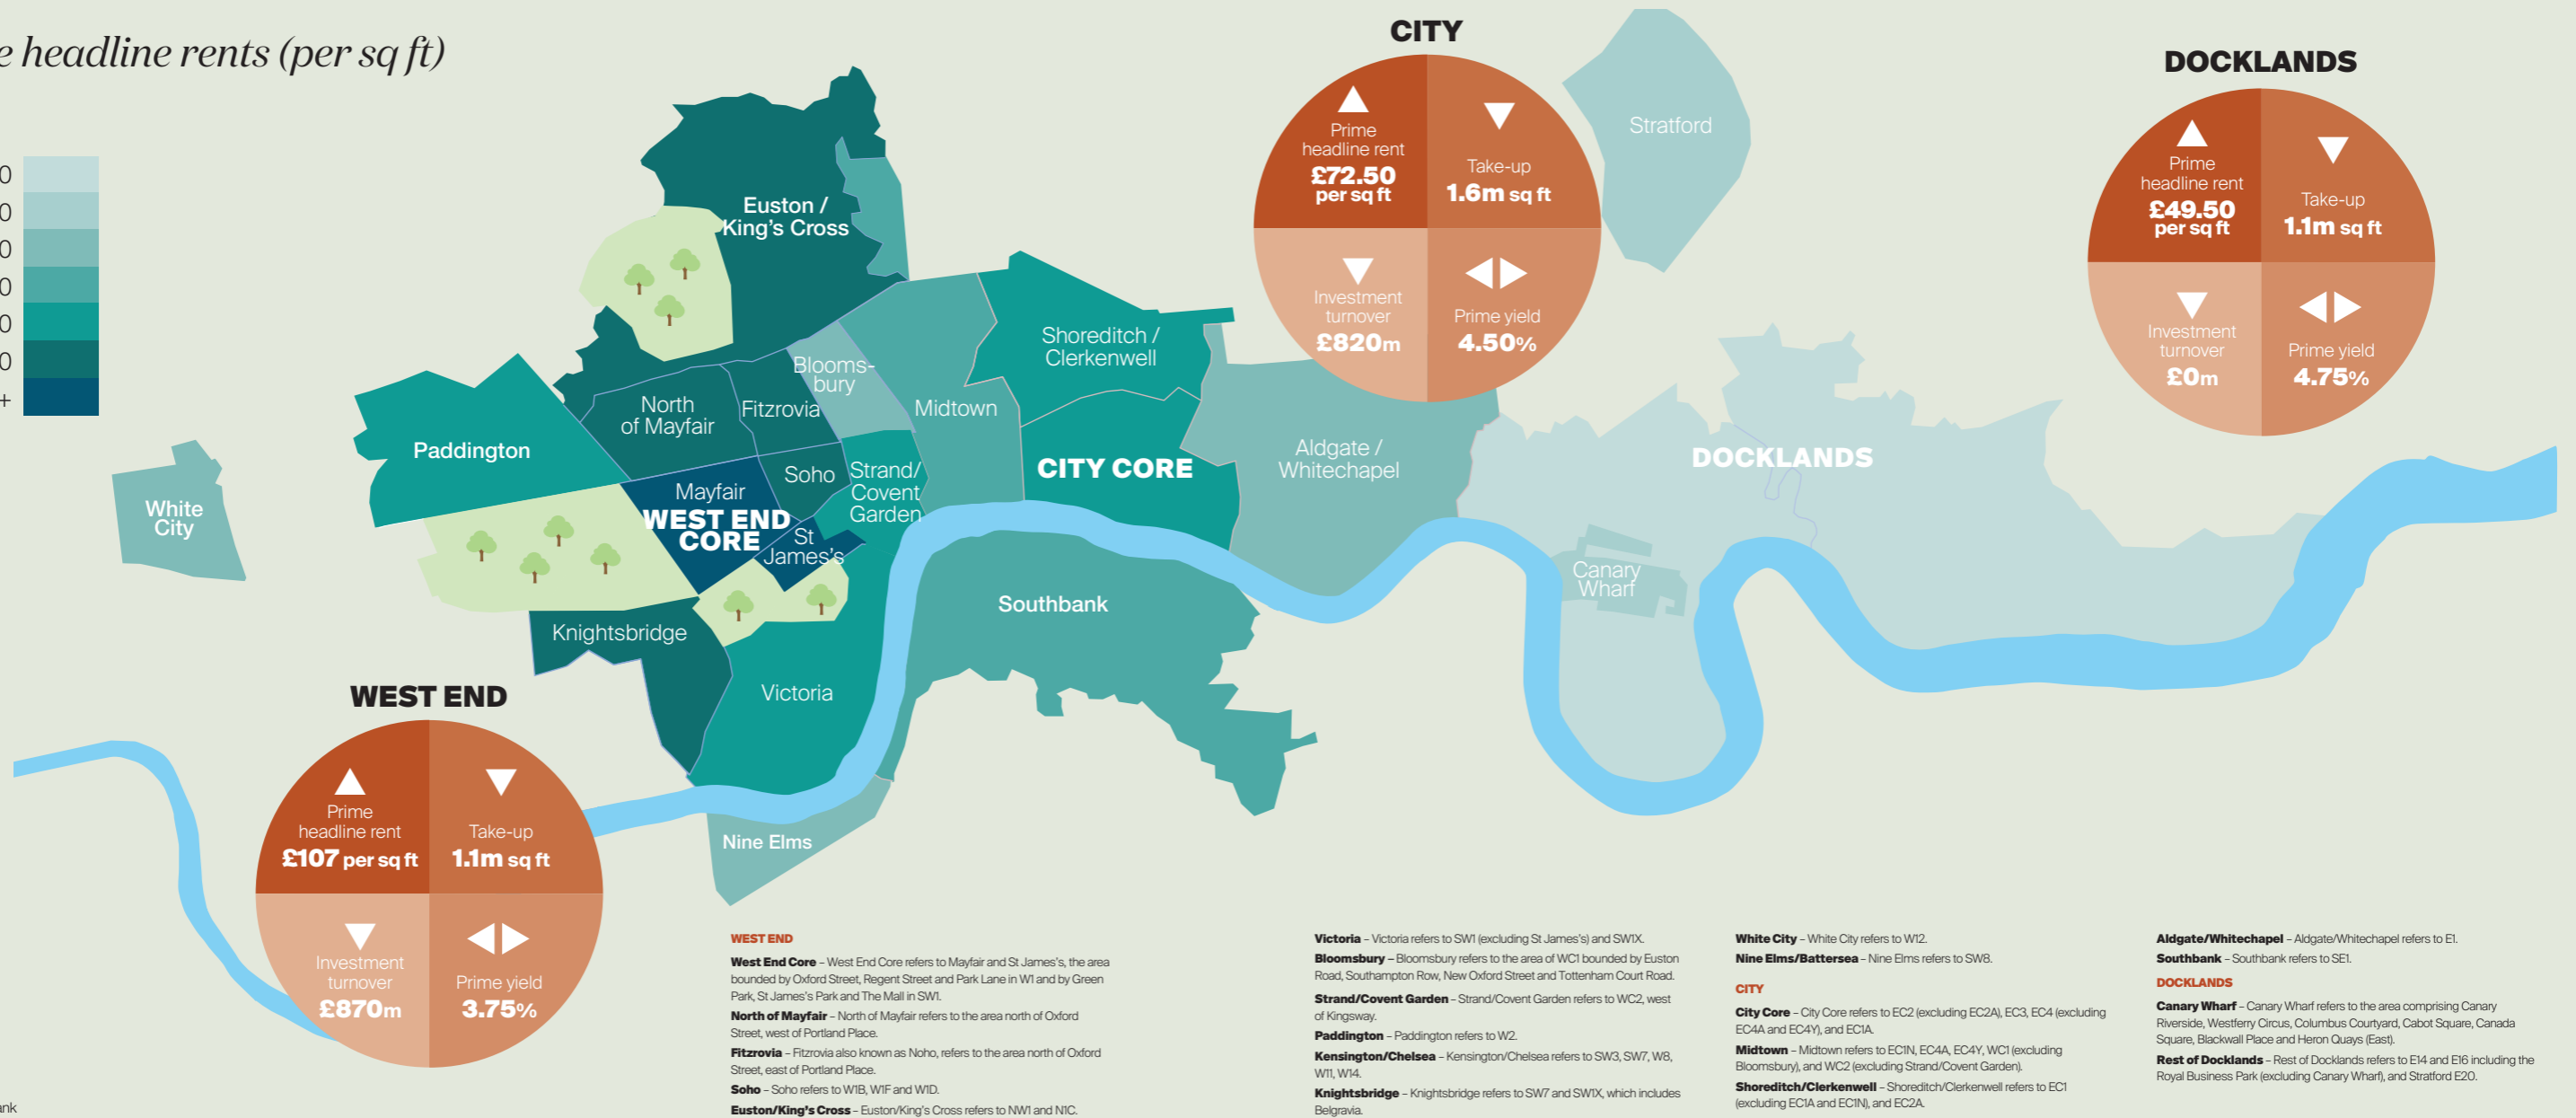 e headline rents (per sq ft)
0
0
0
0
0
0
+
CITY
Prime
headline rent
£72.50
per sq ft
Take-up
1.6m sq ft
Investment
turnover
£820m
Prime yield
4.50%
DOCKLANDS
Prime
headline rent
£49.50
per sq ft
Take-up
1.1m sq ft
Investment
turnover
£0m
Prime yield
4.75%
Stratford
Euston /
King's Cross
Shoreditch /
Clerkenwell
Blooms-
bury
North
of Mayfair
Fitzrovia
Midtown
Paddington
CITY CORE
Aldgate /
Whitechapel
DOCKLANDS
Soho
Strand/
Covent
Garden
Mayfair
WEST END
CORE
St
James's
White
City
Canary
Wharf
Southbank
Knightsbridge
Victoria
Nine Elms
WEST END
Prime
headline rent
£107 per sq ft
Take-up
1.1m sq ft
Investment
turnover
£870m
Prime yield
3.75%
WEST END
West End Core – West End Core refers to Mayfair and St James's, the area
bounded by Oxford Street, Regent Street and Park Lane in W1 and by Green
Park, St James's Park and The Mall in SW1.
North of Mayfair – North of Mayfair refers to the area north of Oxford
Street, west of Portland Place.
Fitzrovia – Fitzrovia also known as Noho, refers to the area north of Oxford
Street, east of Portland Place.
Soho – Soho refers to W1B, W1F and W1D.
Euston/King's Cross – Euston/King's Cross refers to NW1 and N1C.
Victoria – Victoria refers to SW1 (excluding St James's) and SW1X.
Bloomsbury – Bloomsbury refers to the area of WC1 bounded by Euston
Road, Southampton Row, New Oxford Street and Tottenham Court Road.
Strand/Covent Garden – Strand/Covent Garden refers to WC2, west
of Kingsway.
Paddington – Paddington refers to W2.
Kensington/Chelsea – Kensington/Chelsea refers to SW3, SW7, W8,
W11, W14.
Knightsbridge – Knightsbridge refers to SW7 and SW1X, which includes
Belgravia.
White City – White City refers to W12.
Nine Elms/Battersea – Nine Elms refers to SW8.
CITY
City Core – City Core refers to EC2 (excluding EC2A), EC3, EC4 (excluding
EC4A and EC4Y), and EC1A.
Midtown – Midtown refers to EC1N, EC4A, EC4Y, WC1 (excluding
Bloomsbury), and WC2 (excluding Strand/Covent Garden).
Shoreditch/Clerkenwell – Shoreditch/Clerkenwell refers to EC1
(excluding EC1A and EC1N), and EC2A.
Aldgate/Whitechapel – Aldgate/Whitechapel refers to E1.
Southbank – Southbank refers to SE1.
DOCKLANDS
Canary Wharf – Canary Wharf refers to the area comprising Canary
Riverside, Westferry Circus, Columbus Courtyard, Cabot Square, Canada
Square, Blackwall Place and Heron Quays (East).
Rest of Docklands – Rest of Docklands refers to E14 and E16 including the
Royal Business Park (excluding Canary Wharf), and Stratford E20.
ank